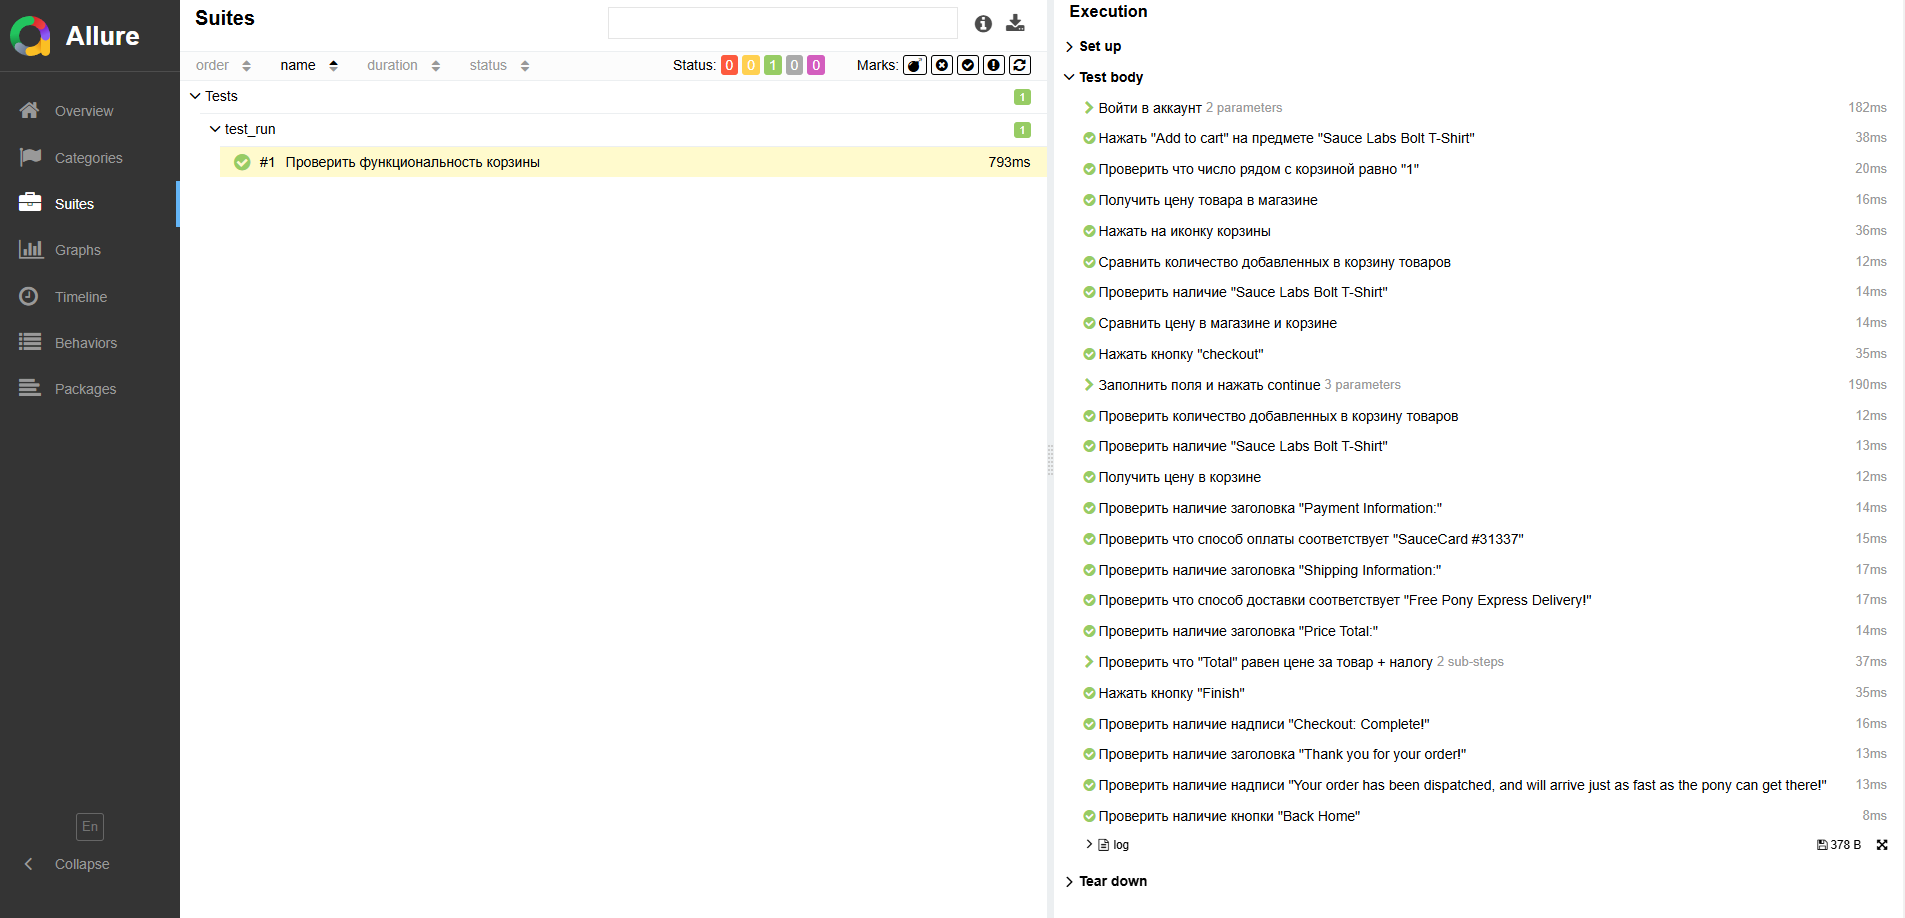 Allure
Overview
Categories
Suites
Graphs
Timeline
Behaviors
Packages
En
Collapse
Suites
order name duration status Status: 0 0 1 0 0 Marks:
Tests 1
test_run 1
#1 Проверить функциональность корзины 793ms
Execution
Set up
Test body
Войти в аккаунт 2 parameters 182ms
Нажать "Add to cart" на предмете "Sauce Labs Bolt T-Shirt" 38ms
Проверить что число рядом с корзиной равно "1" 20ms
Получить цену товара в магазине 16ms
Нажать на иконку корзины 36ms
Сравнить количество добавленных в корзину товаров 12ms
Проверить наличие "Sauce Labs Bolt T-Shirt" 14ms
Сравнить цену в магазине и корзине 14ms
Нажать кнопку "checkout" 35ms
Заполнить поля и нажать continue 3 parameters 190ms
Проверить количество добавленных в корзину товаров 12ms
Проверить наличие "Sauce Labs Bolt T-Shirt" 13ms
Получить цену в корзине 12ms
Проверить наличие заголовка "Payment Information:" 14ms
Проверить что способ оплаты соответствует "SauceCard #31337" 15ms
Проверить наличие заголовка "Shipping Information:" 17ms
Проверить что способ доставки соответствует "Free Pony Express Delivery!" 17ms
Проверить наличие заголовка "Price Total:" 14ms
Проверить что "Total" равен цене за товар + налогу 2 sub-steps 37ms
Нажать кнопку "Finish" 35ms
Проверить наличие надписи "Checkout: Complete!" 16ms
Проверить наличие заголовка "Thank you for your order!" 13ms
Проверить наличие надписи "Your order has been dispatched, and will arrive just as fast as the pony can get there!" 13ms
Проверить наличие кнопки "Back Home" 8ms
log 378 B
Tear down